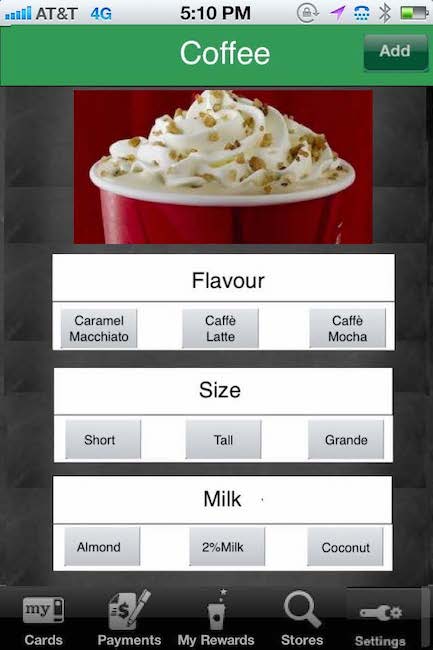 AT&T 4G 5:10 PM
Coffee Add
Flavour
Caramel Caffè Caffè
Macchiato Latte Mocha
Size
Short Tall Grande
Milk
Almond 2%Milk Coconut
my
Cards Payments My Rewards Stores Settings